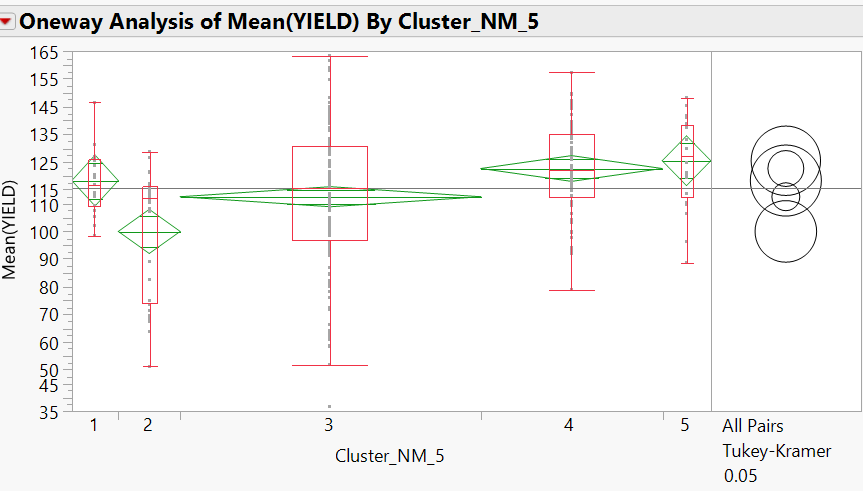 Oneway Analysis of Mean(YIELD) By Cluster_NM_5
165
155
145
135
125
115
110
100
90
80
70
60
50
45
35
Mean(YIELD)
1 2 3 4 5
Cluster_NM_5
All Pairs
Tukey-Kramer
0.05